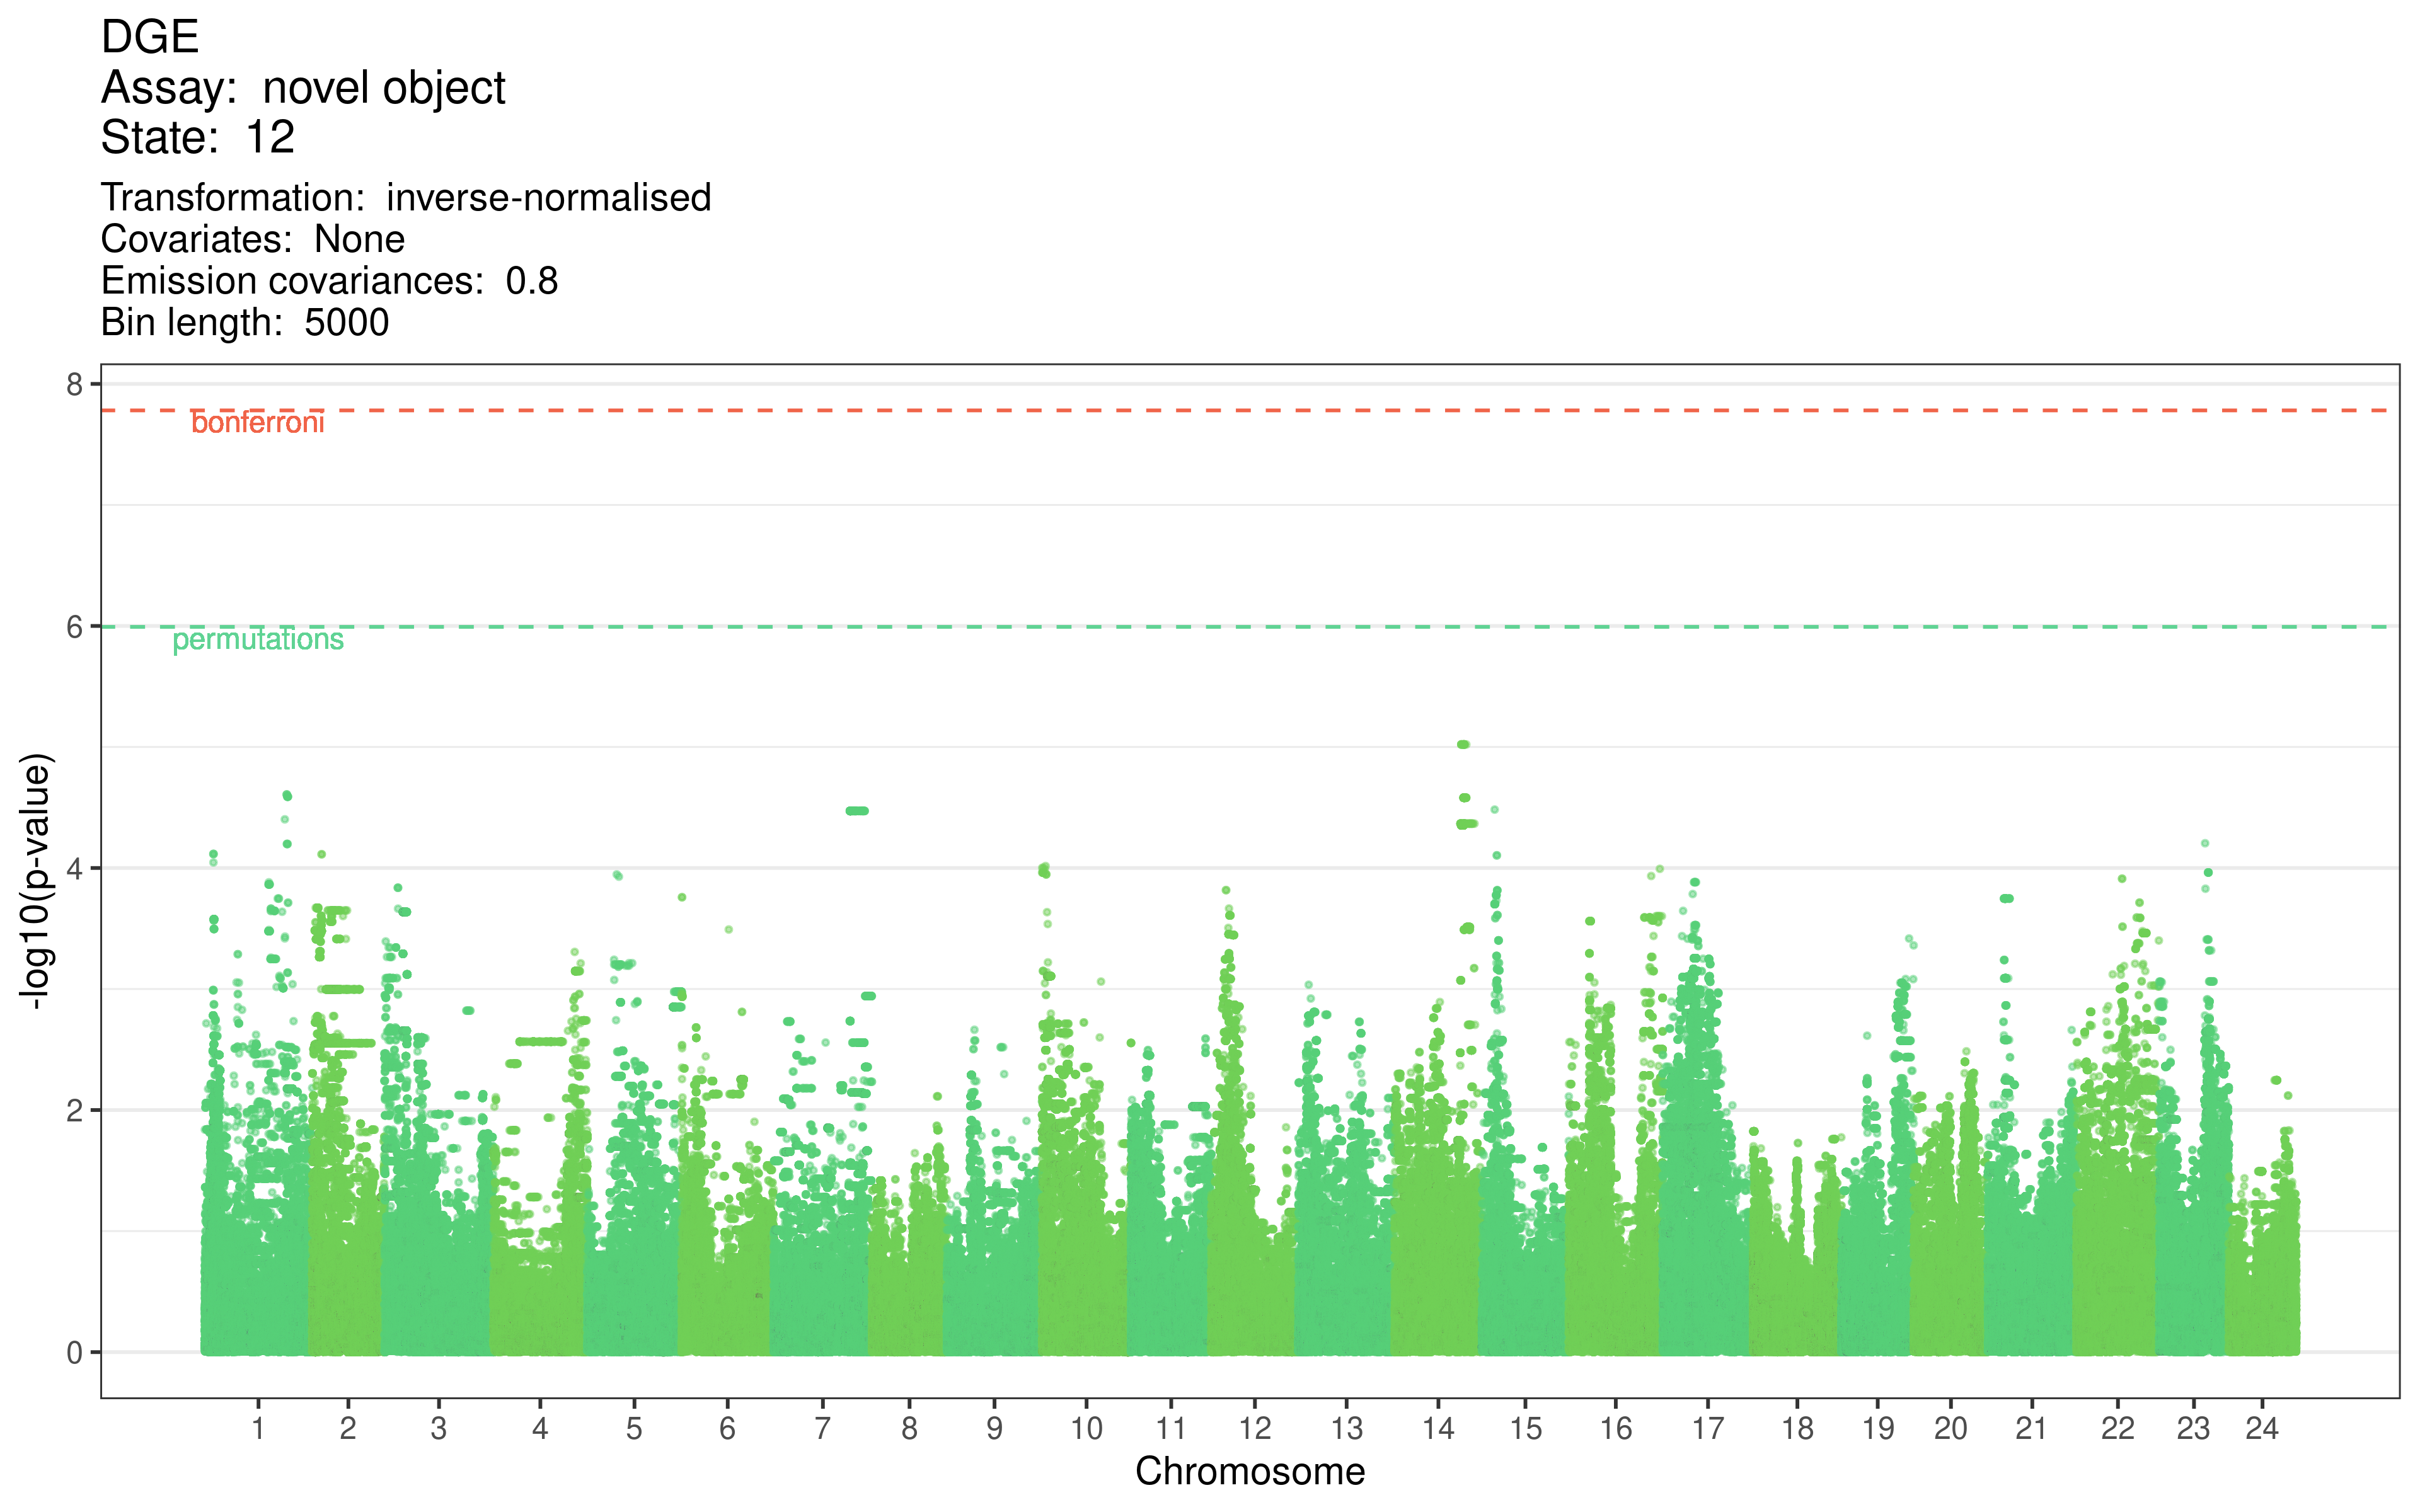 DGE
Assay:  novel object
State:  12
Transformation:  inverse-normalised
Covariates:  None
Emission covariances:  0.8
Bin length:  5000
8
bonferroni
6
permutations
4
2
0
-log10(p-value)
1 2 3 4 5 6 7 8 9 10 11 12 13 14 15 16 17 18 19 20 21 22 23 24
Chromosome